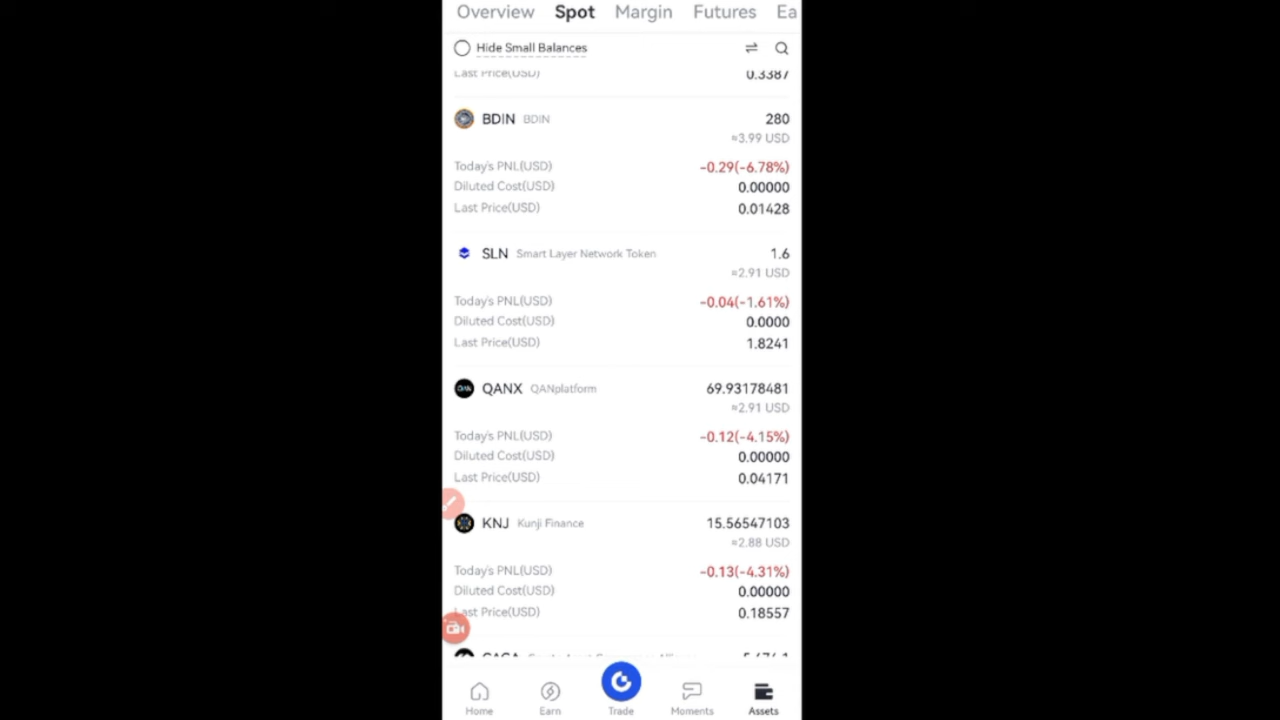 Overview Spot Margin Futures Ea
Hide Small Balances
Last Price(USD) 0.3387
BDIN BDIN 280
≈3.99 USD
Today's PNL(USD) -0.29(-6.78%)
Diluted Cost(USD) 0.00000
Last Price(USD) 0.01428
SLN Smart Layer Network Token 1.6
≈2.91 USD
Today's PNL(USD) -0.04(-1.61%)
Diluted Cost(USD) 0.0000
Last Price(USD) 1.8241
QANX QANplatform 69.93178481
≈2.91 USD
Today's PNL(USD) -0.12(-4.15%)
Diluted Cost(USD) 0.00000
Last Price(USD) 0.04171
KNJ Kunji Finance 15.56547103
≈2.88 USD
Today's PNL(USD) -0.13(-4.31%)
Diluted Cost(USD) 0.00000
Last Price(USD) 0.18557
Home Earn Trade Moments Assets